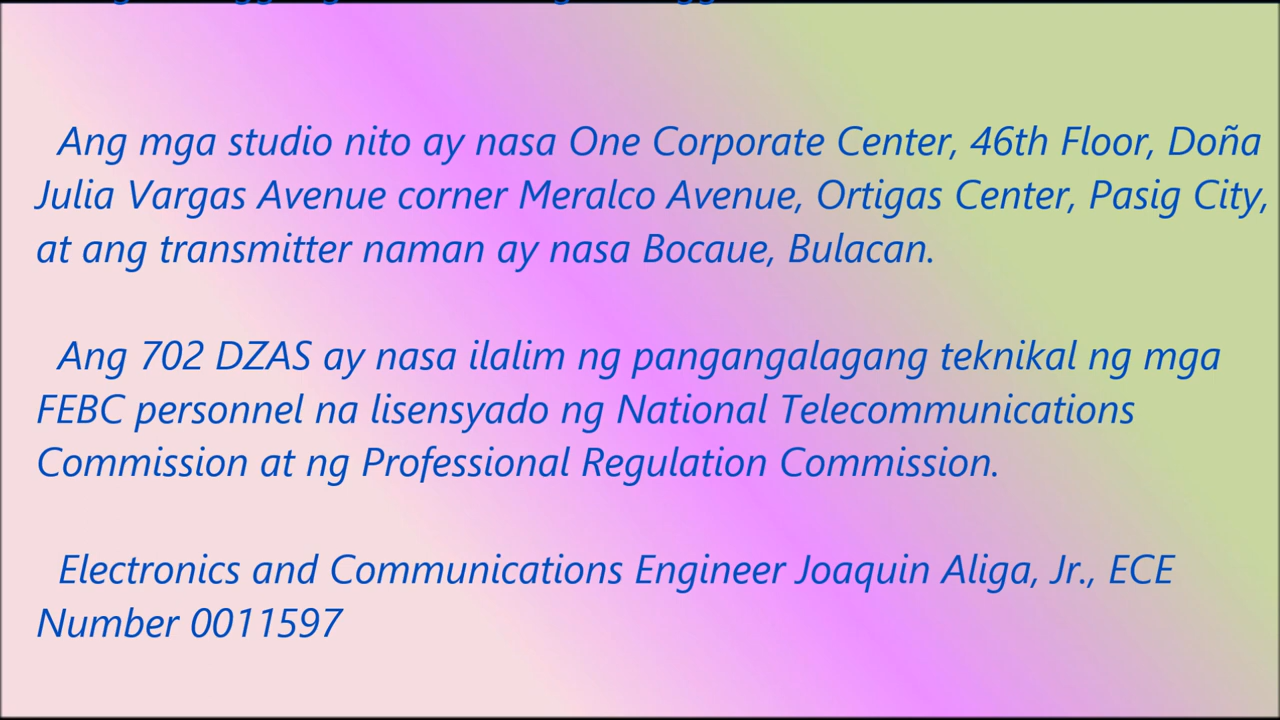 Ang mga studio nito ay nasa One Corporate Center, 46th Floor, Doña
Julia Vargas Avenue corner Meralco Avenue, Ortigas Center, Pasig City,
at ang transmitter naman ay nasa Bocaue, Bulacan.
Ang 702 DZAS ay nasa ilalim ng pangangalagang teknikal ng mga
FEBC personnel na lisensyado ng National Telecommunications
Commission at ng Professional Regulation Commission.
Electronics and Communications Engineer Joaquin Aliga, Jr., ECE
Number 0011597